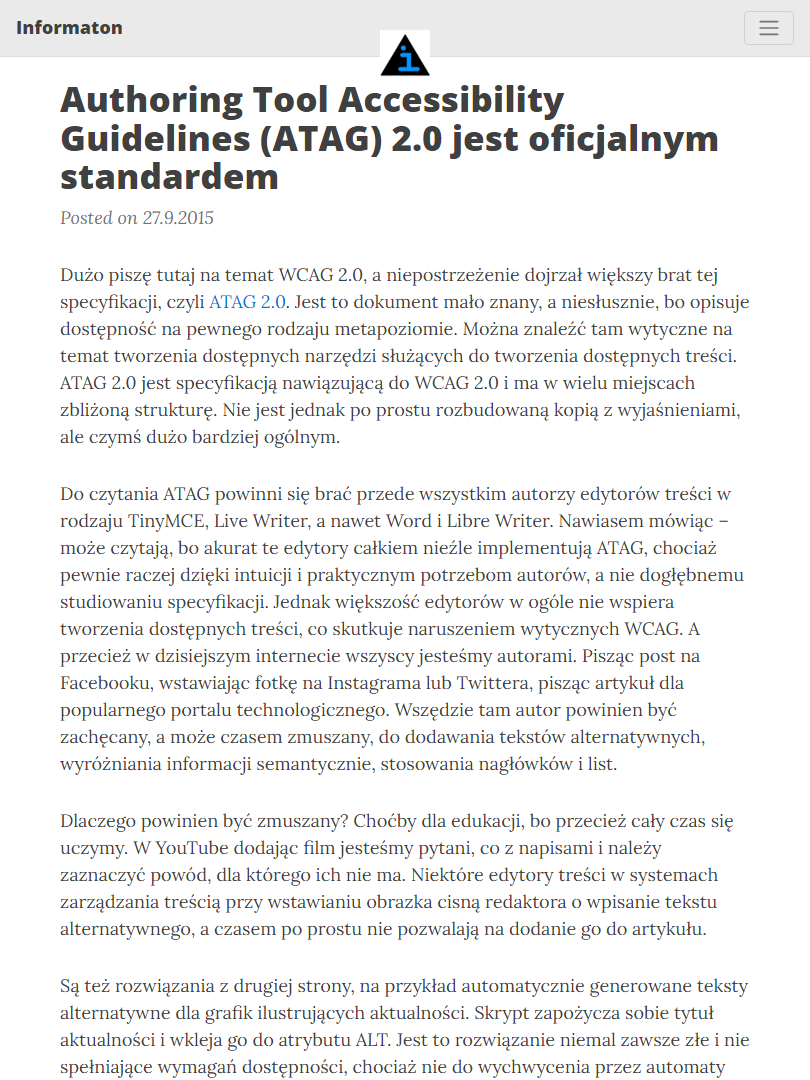 Informaton
i
Authoring Tool Accessibility
Guidelines (ATAG) 2.0 jest oficjalnym
standardem
Posted on 27.9.2015
Dużo piszę tutaj na temat WCAG 2.0, a niepostrzeżenie dojrzał większy brat tej
specyfikacji, czyli ATAG 2.0. Jest to dokument mało znany, a niesłusznie, bo opisuje
dostępność na pewnego rodzaju metapoziomie. Można znaleźć tam wytyczne na
temat tworzenia dostępnych narzędzi służących do tworzenia dostępnych treści.
ATAG 2.0 jest specyfikacją nawiązującą do WCAG 2.0 i ma w wielu miejscach
zbliżoną strukturę. Nie jest jednak po prostu rozbudowaną kopią z wyjaśnieniami,
ale czymś dużo bardziej ogólnym.
Do czytania ATAG powinni się brać przede wszystkim autorzy edytorów treści w
rodzaju TinyMCE, Live Writer, a nawet Word i Libre Writer. Nawiasem mówiąc –
może czytają, bo akurat te edytory całkiem nieźle implementują ATAG, chociaż
pewnie raczej dzięki intuicji i praktycznym potrzebom autorów, a nie dogłębnemu
studiowaniu specyfikacji. Jednak większość edytorów w ogóle nie wspiera
tworzenia dostępnych treści, co skutkuje naruszeniem wytycznych WCAG. A
przecież w dzisiejszym internecie wszyscy jesteśmy autorami. Pisząc post na
Facebooku, wstawiając fotkę na Instagrama lub Twittera, pisząc artykuł dla
popularnego portalu technologicznego. Wszędzie tam autor powinien być
zachęcany, a może czasem zmuszany, do dodawania tekstów alternatywnych,
wyróżniania informacji semantycznie, stosowania nagłówków i list.
Dlaczego powinien być zmuszany? Choćby dla edukacji, bo przecież cały czas się
uczymy. W YouTube dodając film jesteśmy pytani, co z napisami i należy
zaznaczyć powód, dla którego ich nie ma. Niektóre edytory treści w systemach
zarządzania treścią przy wstawianiu obrazka cisną redaktora o wpisanie tekstu
alternatywnego, a czasem po prostu nie pozwalają na dodanie go do artykułu.
Są też rozwiązania z drugiej strony, na przykład automatycznie generowane teksty
alternatywne dla grafik ilustrujących aktualności. Skrypt zapożycza sobie tytuł
aktualności i wkleja go do atrybutu ALT. Jest to rozwiązanie niemal zawsze złe i nie
spełniające wymagań dostępności, chociaż nie do wychwycenia przez automaty